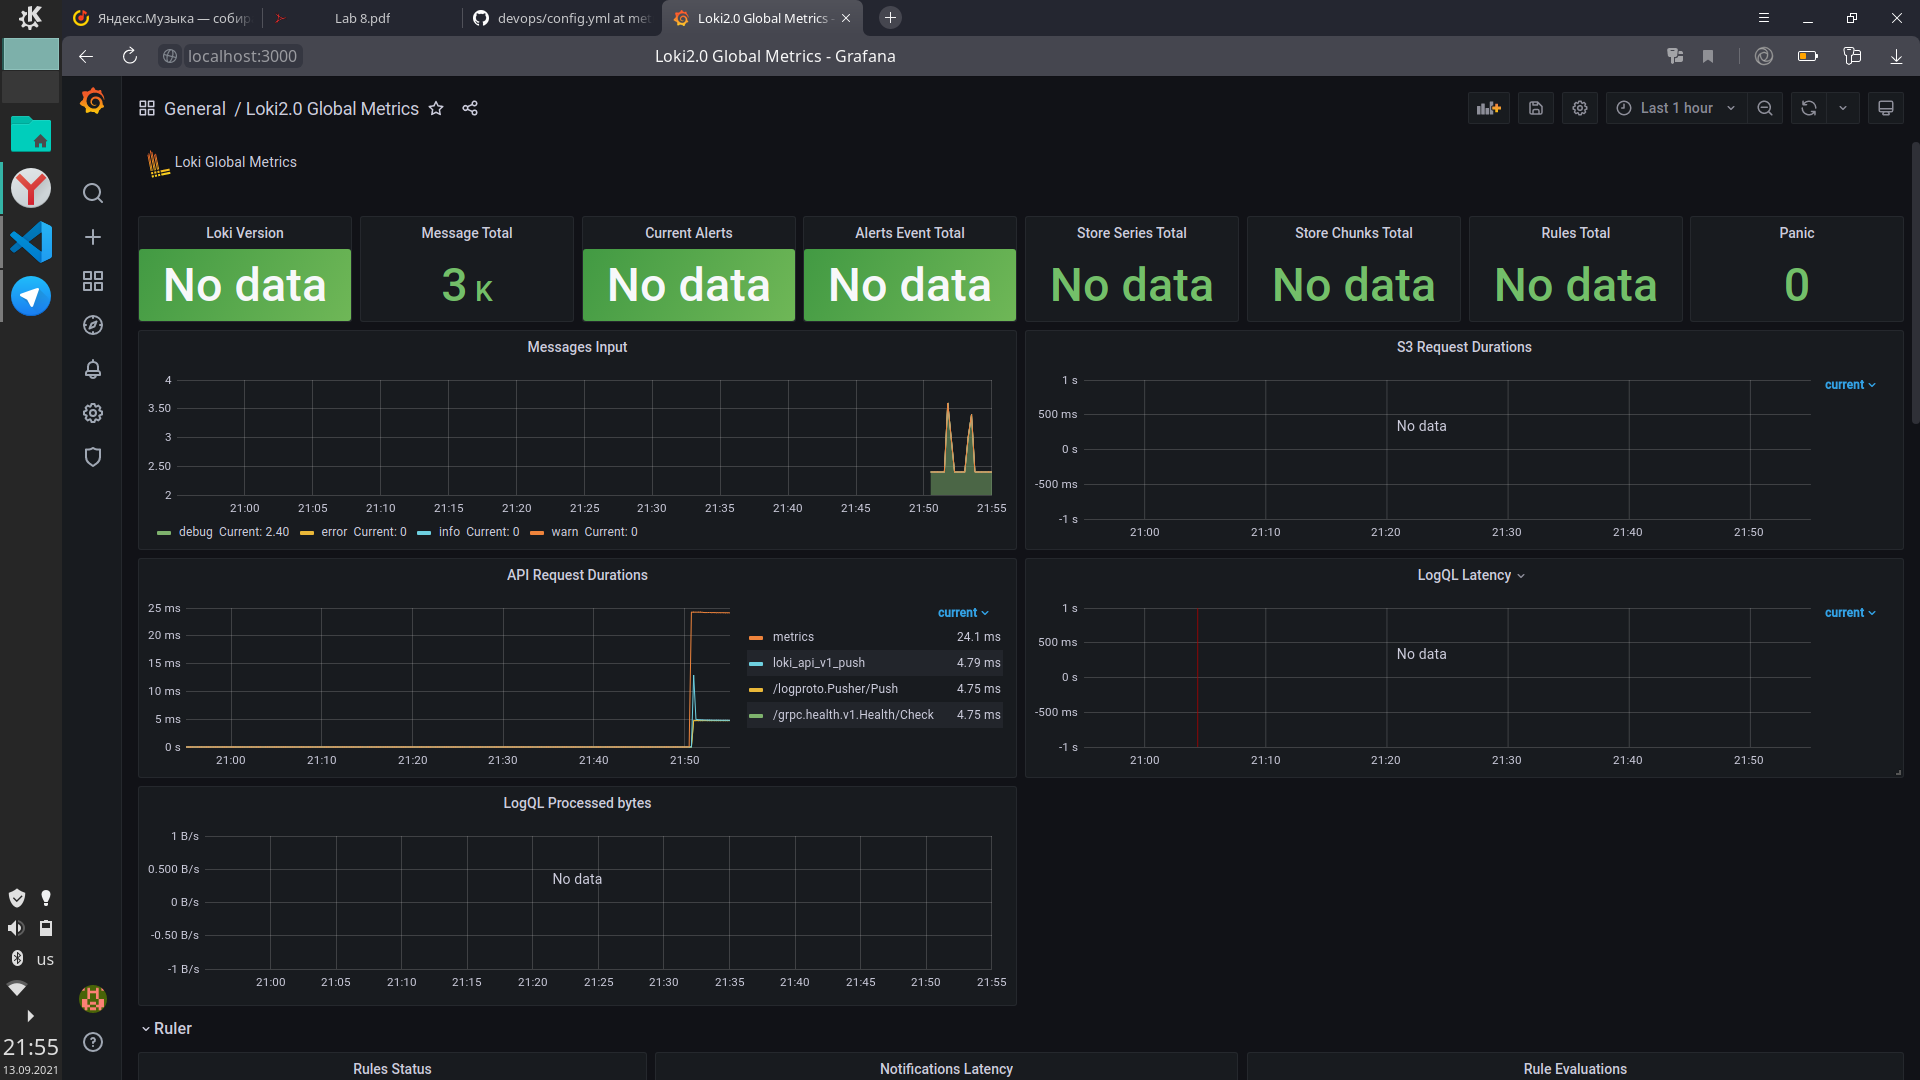 Яндекс.Музыка — собир
Lab 8.pdf
devops/config.yml at met
Loki2.0 Global Metrics -
localhost:3000
Loki2.0 Global Metrics - Grafana
General / Loki2.0 Global Metrics
Last 1 hour
Loki Global Metrics
Loki Version
No data
Message Total
3 K
Current Alerts
No data
Alerts Event Total
No data
Store Series Total
No data
Store Chunks Total
No data
Rules Total
No data
Panic
0
Messages Input
4
3.50
3
2.50
2
21:00 21:05 21:10 21:15 21:20 21:25 21:30 21:35 21:40 21:45 21:50 21:55
debug Current: 2.40 error Current: 0 info Current: 0 warn Current: 0
S3 Request Durations
1 s
500 ms
0 s
-500 ms
-1 s
No data
current
21:00 21:10 21:20 21:30 21:40 21:50
API Request Durations
25 ms
20 ms
15 ms
10 ms
5 ms
0 s
21:00 21:10 21:20 21:30 21:40 21:50
current
metrics 24.1 ms
loki_api_v1_push 4.79 ms
/logproto.Pusher/Push 4.75 ms
/grpc.health.v1.Health/Check 4.75 ms
LogQL Latency
1 s
500 ms
0 s
-500 ms
-1 s
No data
current
21:00 21:10 21:20 21:30 21:40 21:50
LogQL Processed bytes
1 B/s
0.500 B/s
0 B/s
-0.50 B/s
-1 B/s
No data
21:00 21:05 21:10 21:15 21:20 21:25 21:30 21:35 21:40 21:45 21:50 21:55
Ruler
Rules Status
Notifications Latency
Rule Evaluations
us
21:55
13.09.2021